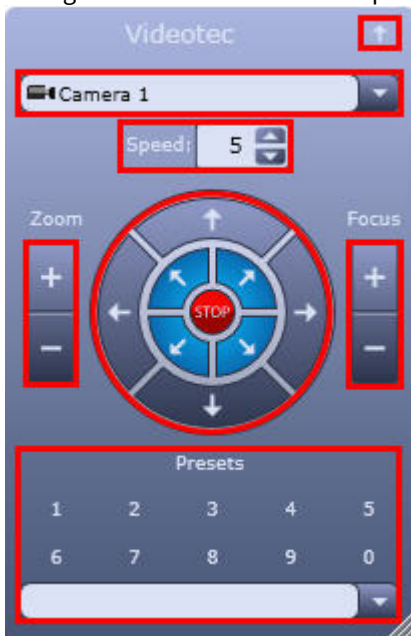 Videotec
Camera 1
Speed: 5
Zoom
Focus
+ +
STOP
- -
Presets
1 2 3 4 5
6 7 8 9 0